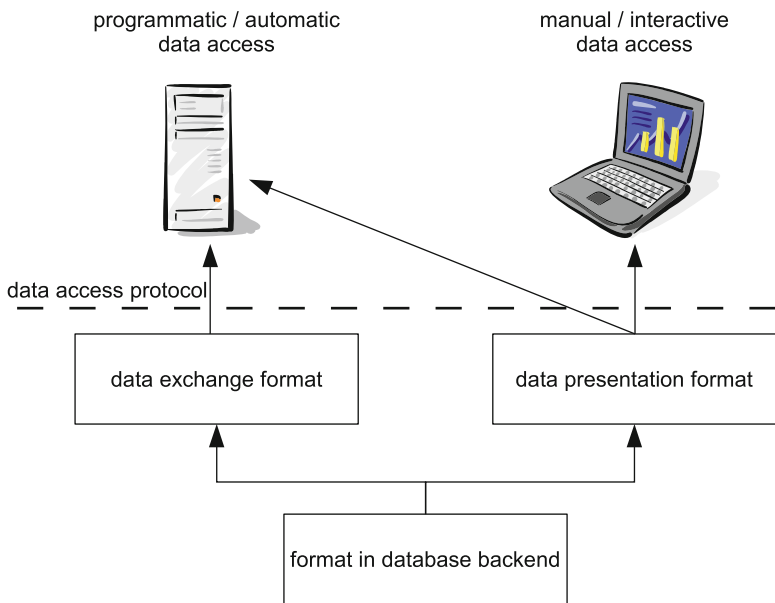 programmatic / automatic
data access
manual / interactive
data access
data access protocol
data exchange format
data presentation format
format in database backend